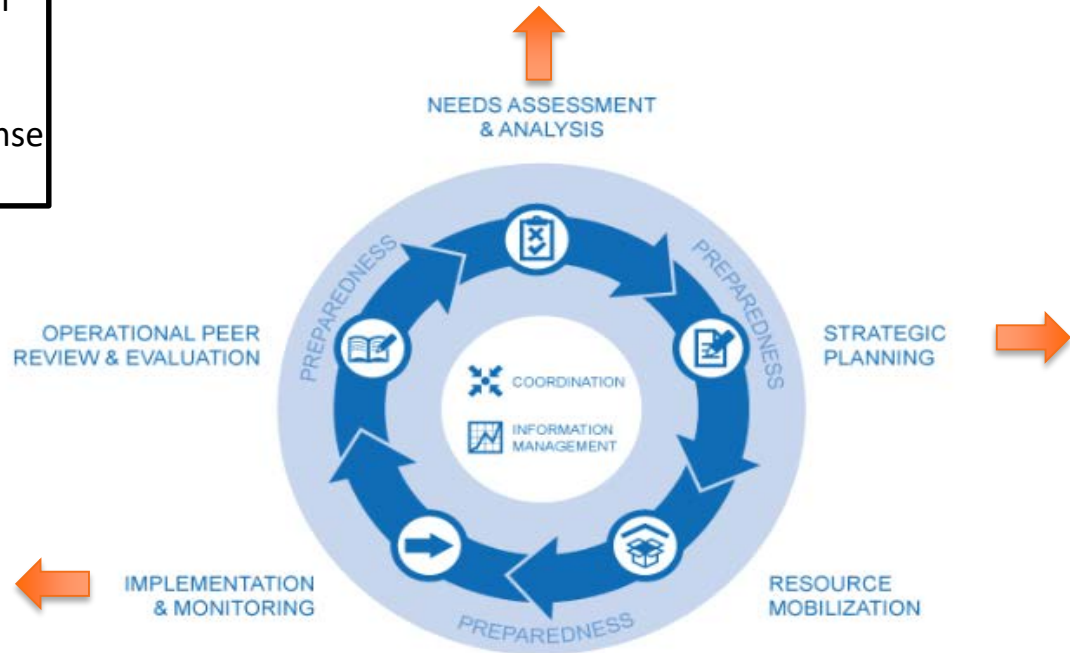 NEEDS ASSESSMENT
& ANALYSIS
PREPAREDNESS
PREPAREDNESS
OPERATIONAL PEER
REVIEW & EVALUATION
COORDINATION
INFORMATION
MANAGEMENT
STRATEGIC
PLANNING
IMPLEMENTATION
& MONITORING
RESOURCE
MOBILIZATION
PREPAREDNESS